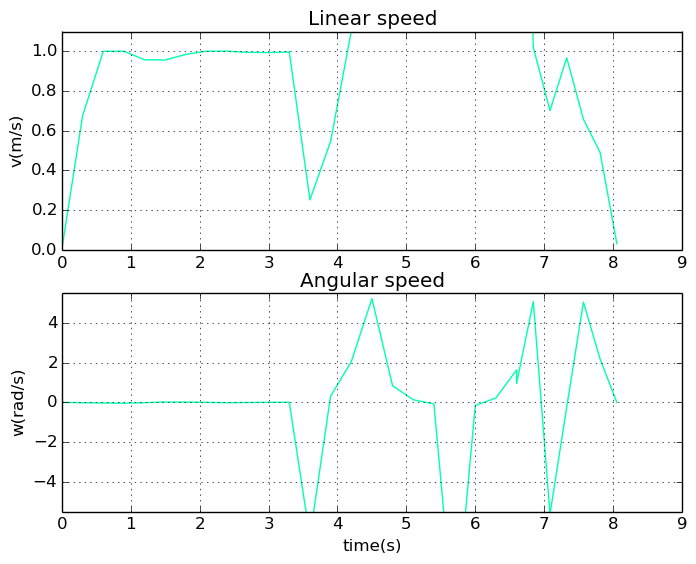 Linear speed
1.0
0.8
0.6
0.4
0.2
0.0
v(m/s)
0 1 2 3 4 5 6 7 8 9
Angular speed
4
2
0
−2
−4
w(rad/s)
0 1 2 3 4 5 6 7 8 9
time(s)